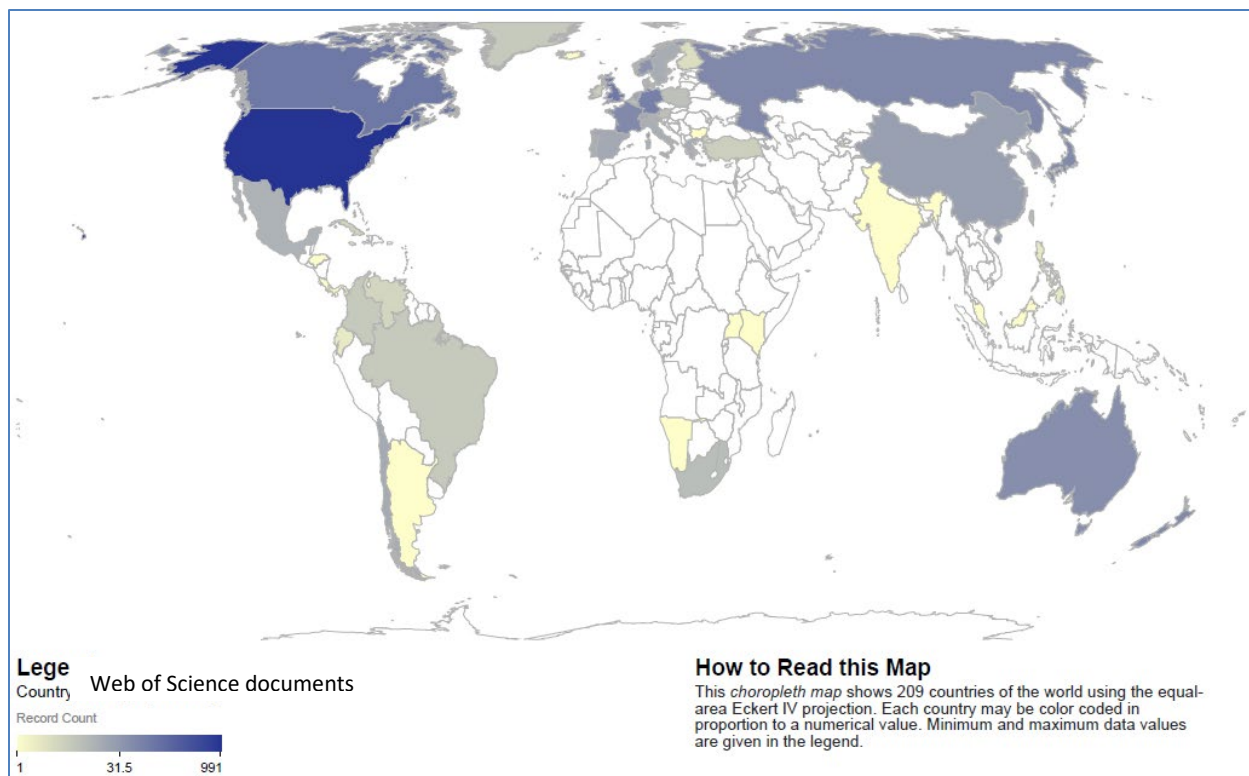 Lege
Country
Web of Science documents
Record Count
1 31.5 991
How to Read this Map
This choropleth map shows 209 countries of the world using the equal-
area Eckert IV projection. Each country may be color coded in
proportion to a numerical value. Minimum and maximum data values
are given in the legend.